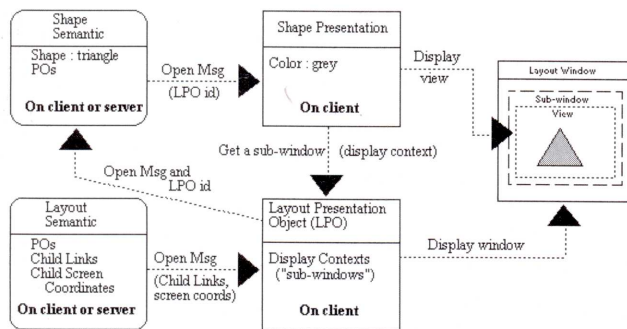 Shape
Semantic
Shape : triangle
POs
On client or server
Open Msg
(LPO id)
Shape Presentation
Color : grey
On client
Display
view
Layout Window
Sub-window
View
Get a sub-window (display context)
Open Msg and
LPO id
Layout
Semantic
POs
Child Links
Child Screen
Coordinates
On client or server
Open Msg
(Child Links,
screen coords)
Layout Presentation
Object (LPO)
Display Contexts
("sub-windows")
On client
Display window